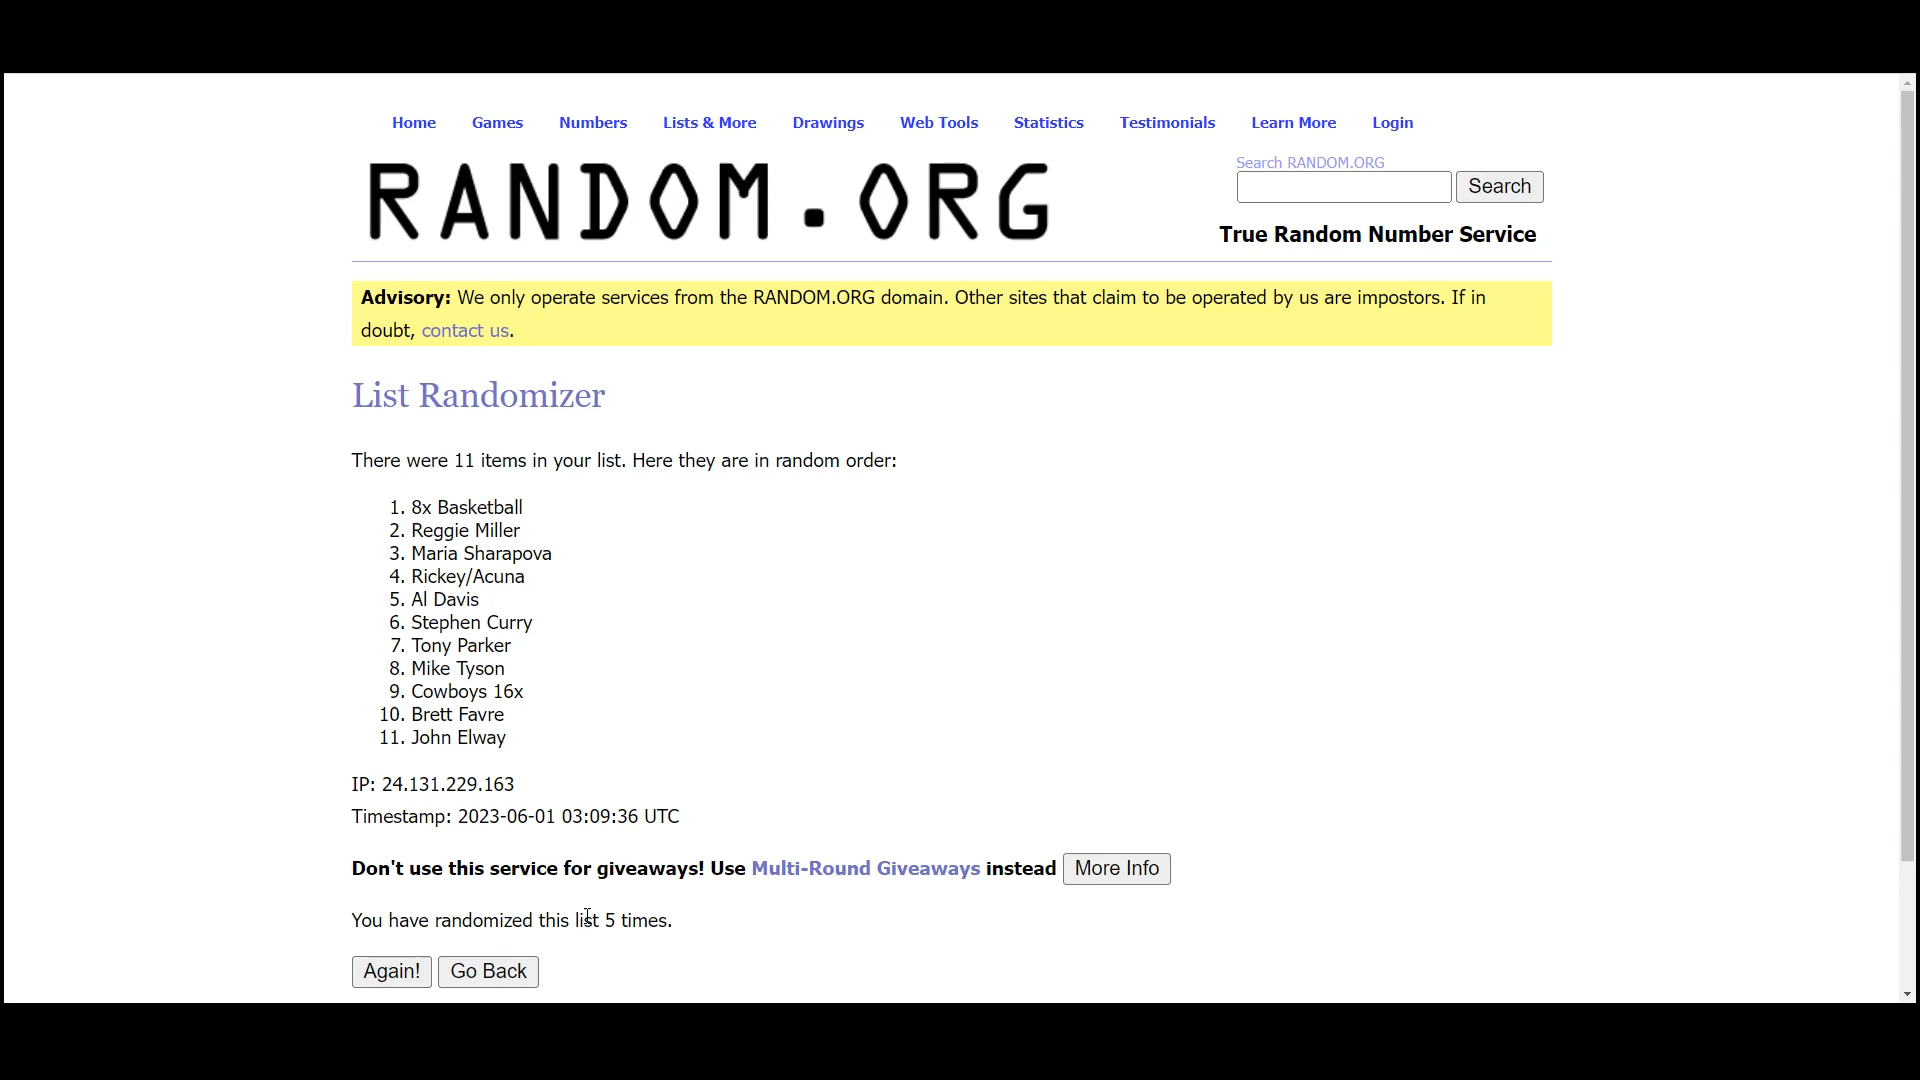 Home Games Numbers Lists & More Drawings Web Tools Statistics Testimonials Learn More Login
RANDOM.ORG
Search RANDOM.ORG
Search
True Random Number Service
Advisory: We only operate services from the RANDOM.ORG domain. Other sites that claim to be operated by us are impostors. If in
doubt, contact us.
List Randomizer
There were 11 items in your list. Here they are in random order:
1. 8x Basketball
2. Reggie Miller
3. Maria Sharapova
4. Rickey/Acuna
5. Al Davis
6. Stephen Curry
7. Tony Parker
8. Mike Tyson
9. Cowboys 16x
10. Brett Favre
11. John Elway
IP: 24.131.229.163
Timestamp: 2023-06-01 03:09:36 UTC
Don't use this service for giveaways! Use Multi-Round Giveaways instead More Info
You have randomized this list 5 times.
Again! Go Back